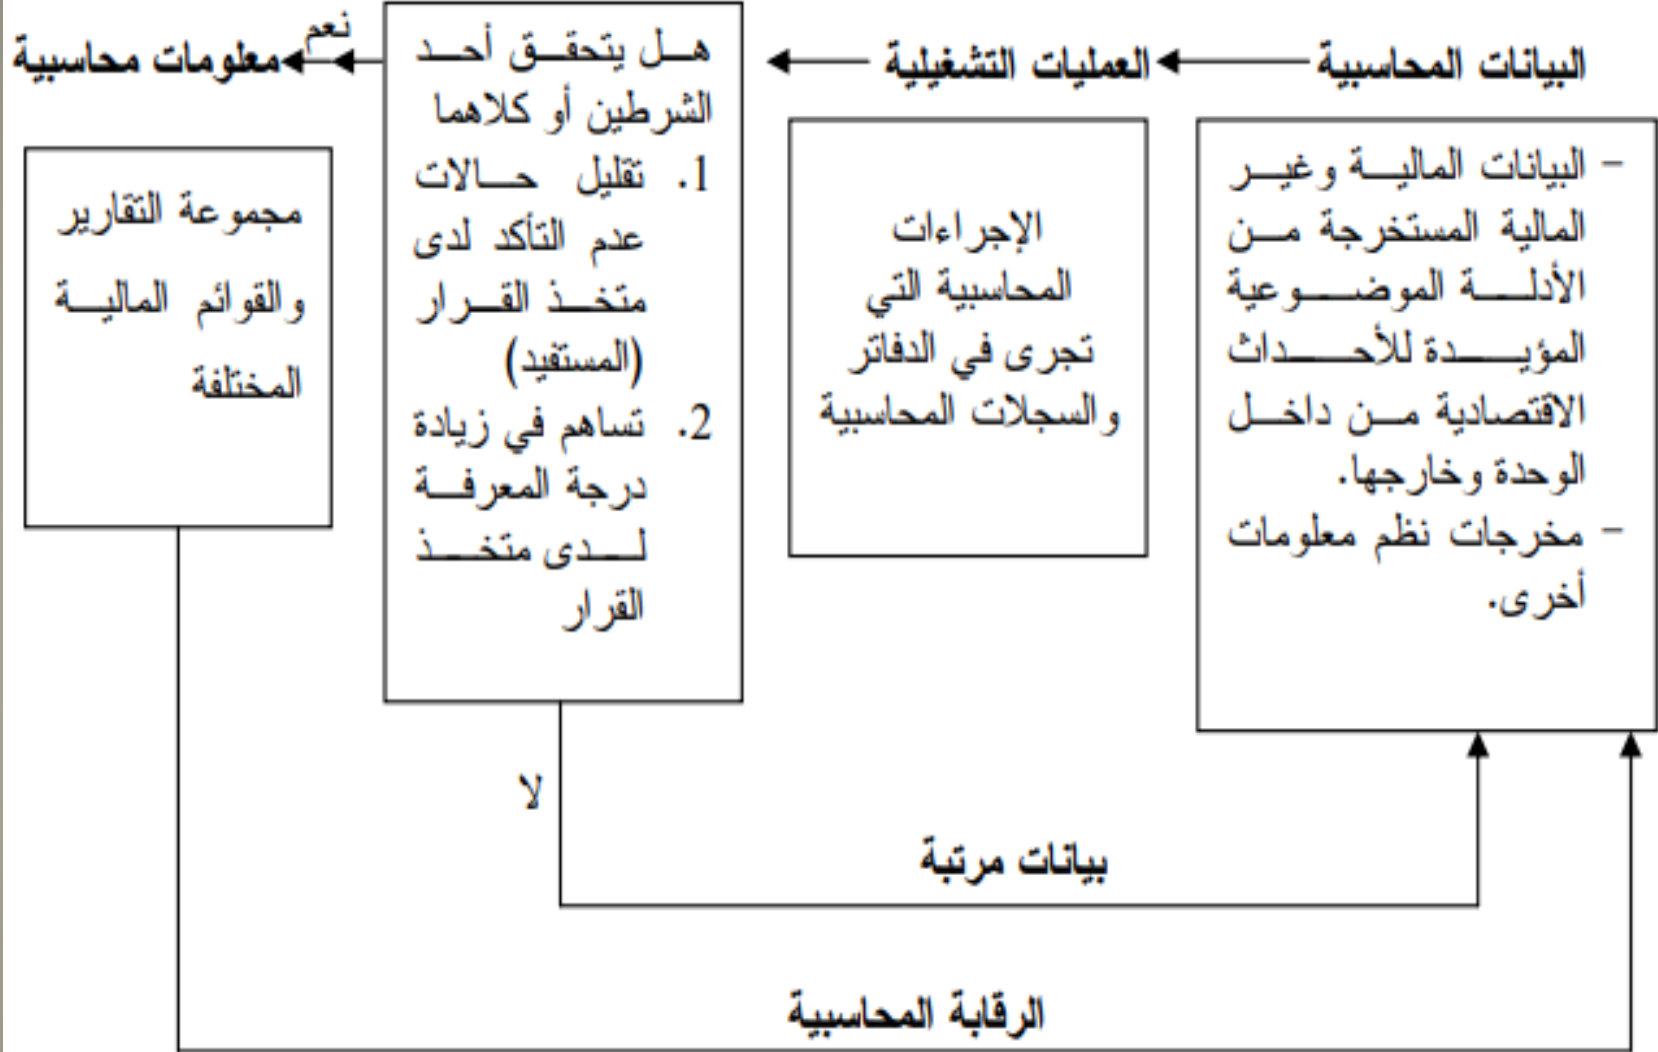 البيانات المحاسبية
العمليات التشغيلية
نعم
معلومات محاسبية
– البيانات المالية وغير
المالية المستخرجة من
الأدلة الموضوعية
المؤيدة للأحداث
الاقتصادية من داخل
الوحدة وخارجها.
– مخرجات نظم معلومات
أخرى.
الإجراءات
المحاسبية التي
تجرى في الدفاتر
والسجلات المحاسبية
هل يتحقق أحد
الشرطين أو كلاهما
1. تقليل حالات
عدم التأكد لدى
متخذ القرار
(المستفيد)
2. تساهم في زيادة
درجة المعرفة
لدى متخذ
القرار
مجموعة التقارير
والقوائم المالية
المختلفة
لا
بيانات مرتبة
الرقابة المحاسبية